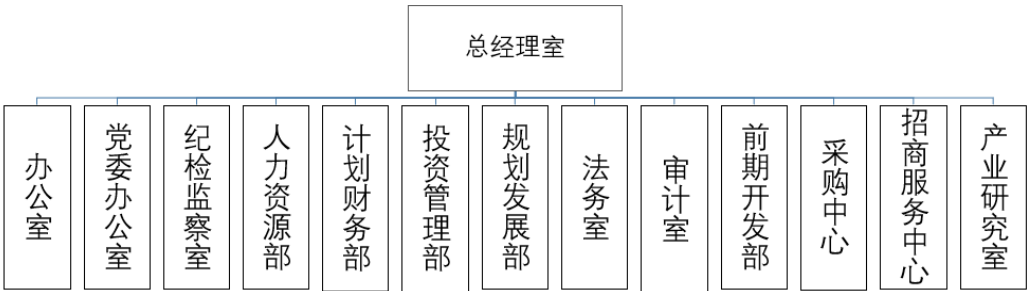 总经理室
办公室
党委办公室
纪检监察室
人力资源部
计划财务部
投资管理部
规划发展部
法务室
审计室
前期开发部
采购中心
招商服务中心
产业研究室